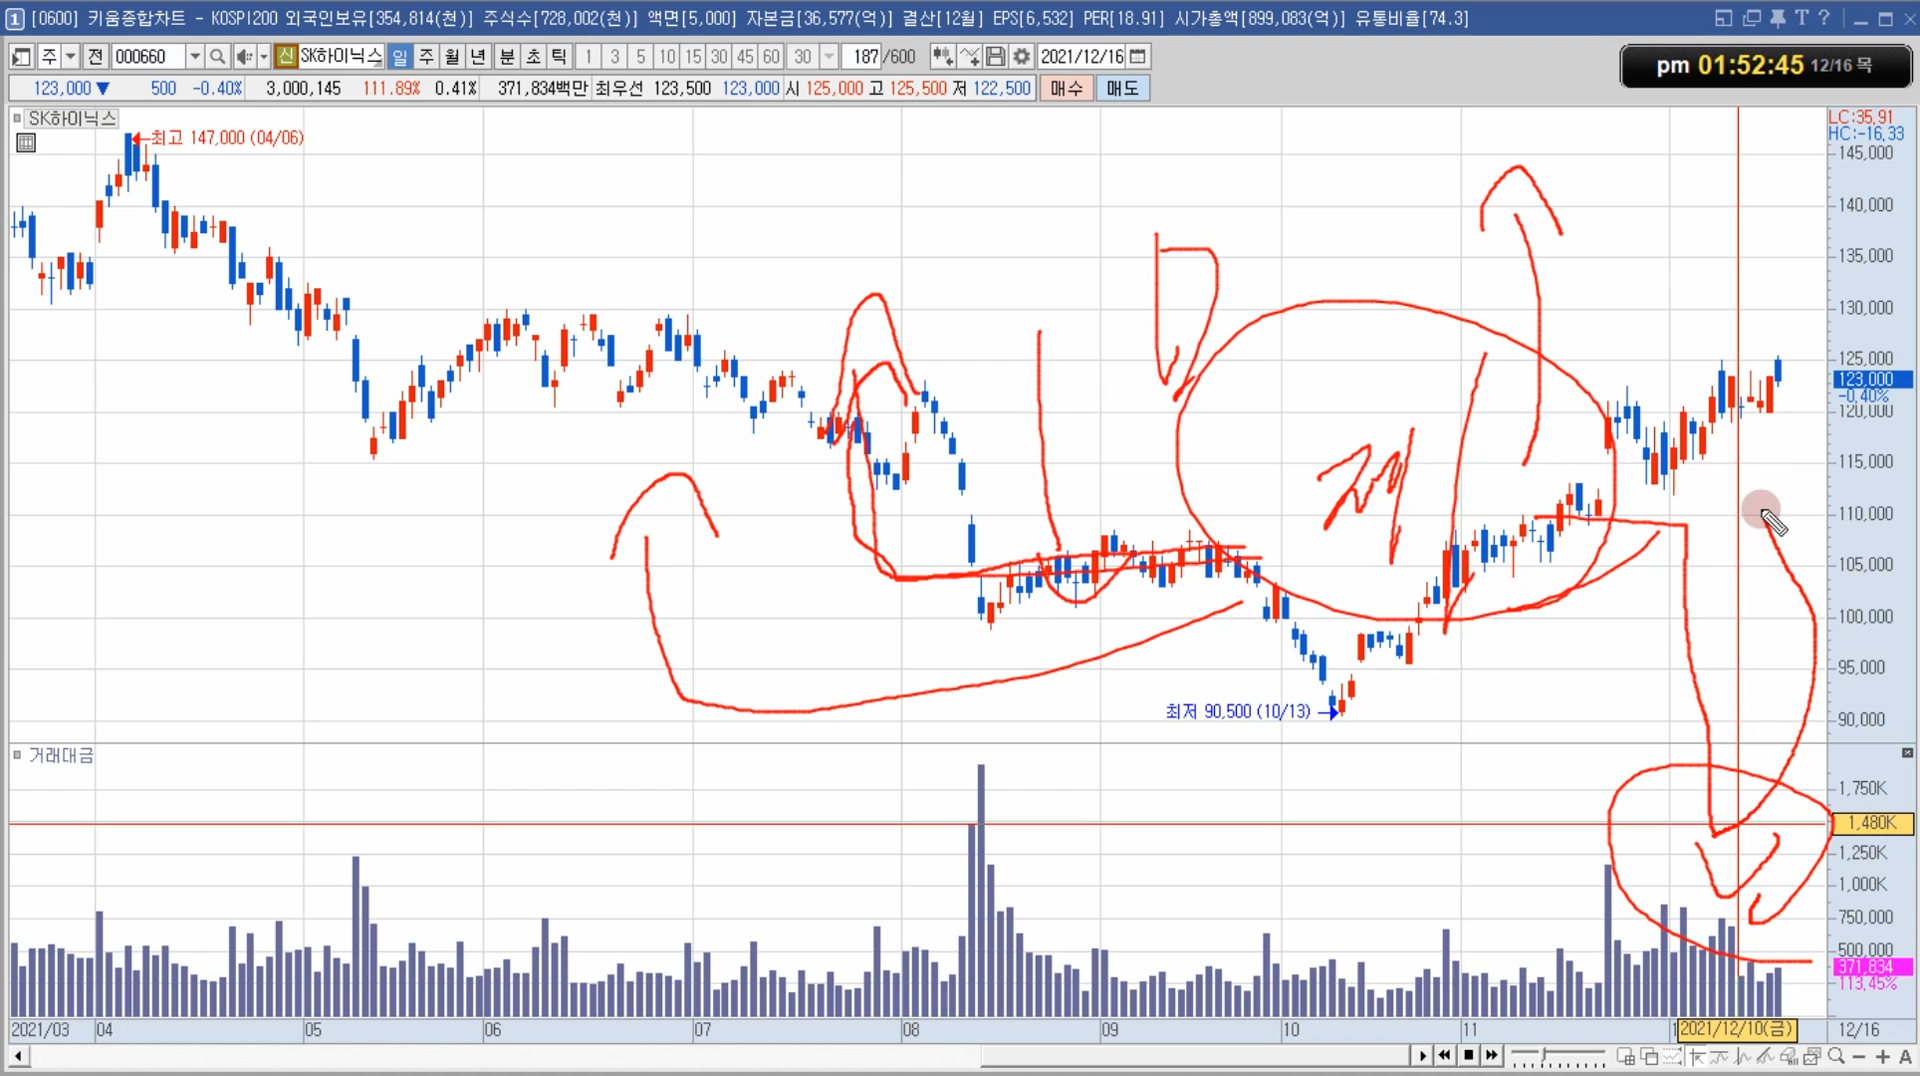 1 [0600] 키움종합차트 - KOSPI200 외국인보유[354,814(천)] 주식수[728,002(천)] 액면[5,000] 자본금[36,577(억)] 결산[12월] EPS[6,532] PER[18.91] 시가총액[899,083(억)] 유통비율[74.3] T ?
주 전 000660 신 SK하이닉스 일 주 월 년 분 초 틱 1 3 5 10 15 30 45 60 30 187 /600 2021/12/16
pm 01:52:45 12/16 목
123,000 ▼ 500 -0.40% 3,000,145 111.89% 0.41% 371,834백만 최우선 123,500 123,000 시 125,000 고 125,500 저 122,500 매수 매도
SK하이닉스
최고 147,000 (04/06)
LC:35.91
HC:-16.33
145,000
140,000
135,000
130,000
125,000
123,000
-0.40%
120,000
115,000
110,000
105,000
100,000
95,000
최저 90,500 (10/13)
90,000
거래대금
1,750K
1,480K
1,250K
1,000K
750,000
500,000
371,834
113.45%
2021/03 04 05 06 07 08 09 10 11 2021/12/10(금) 12/16
A